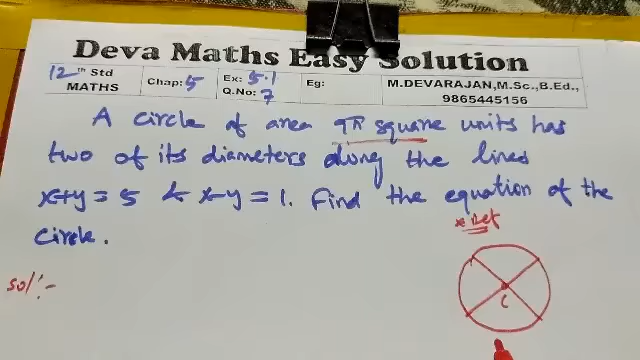 Deva Maths Easy Solution
12th Std MATHS Chap: 5 Ex: 5.1 Q.No: 7 Eg: M.DEVARAJAN,M.Sc.,B.Ed., 9865445156
A circle of area 9π square units has
two of its diameters along the lines
x+y = 5 & x-y = 1. Find the equation of the
circle.
Sol:-
C